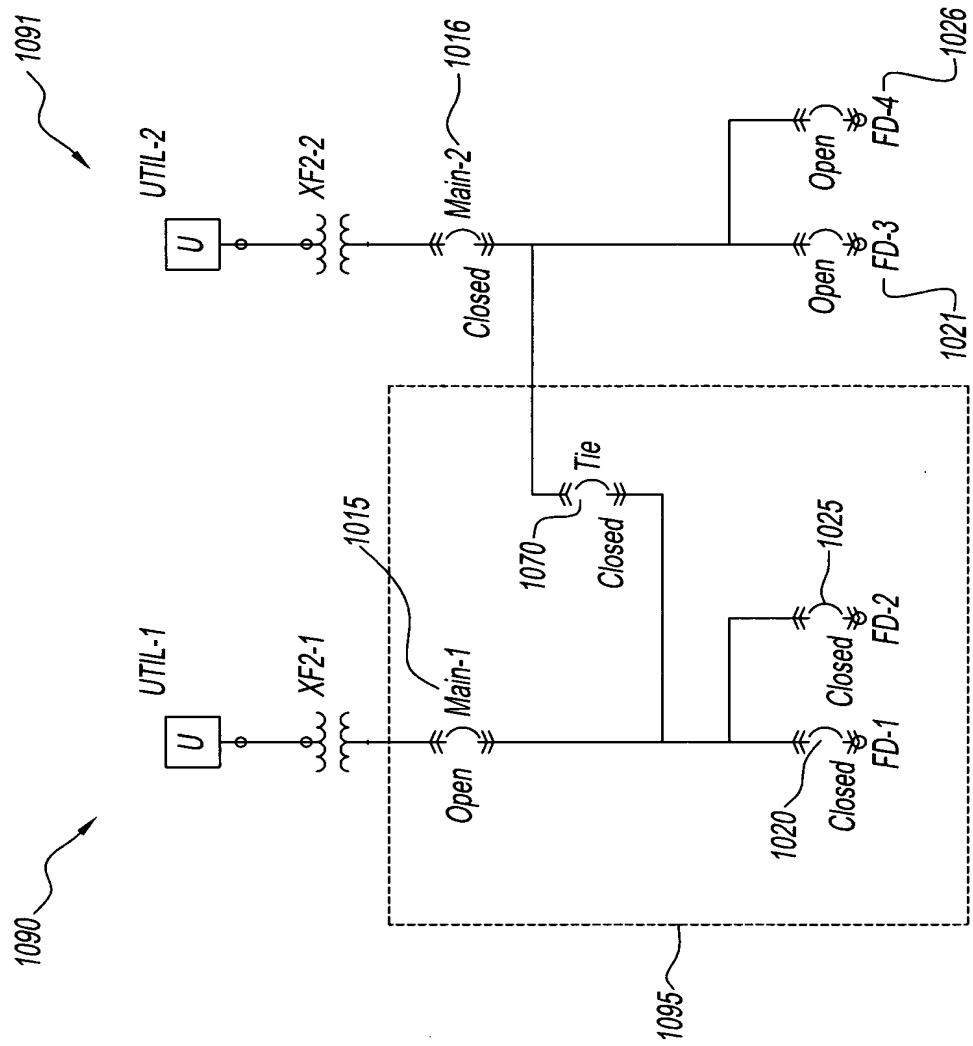 1090
1091
UTIL-1
UTIL-2
U
U
XF2-1
XF2-2
1015
1016
Main-1
Main-2
Open
Closed
1070
Tie
Closed
1020
1025
Closed
Closed
Open
Open
FD-1
FD-2
FD-3
FD-4
1021
1026
1095